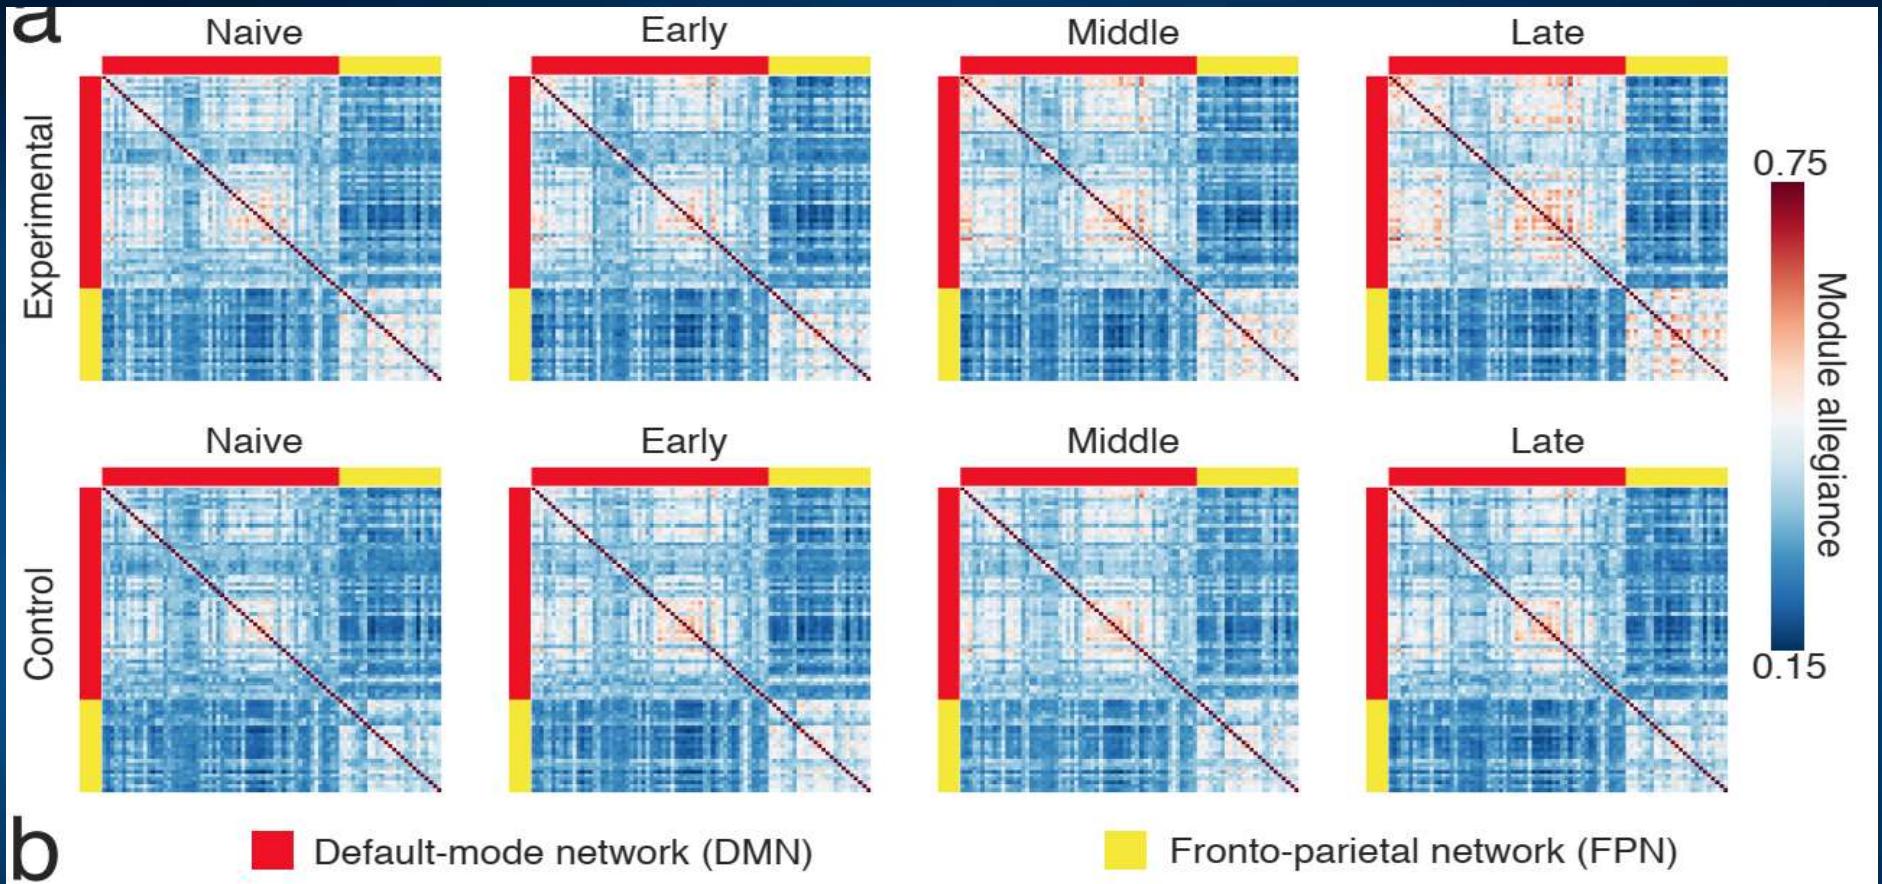 a
Naive Early Middle Late
Experimental
0.75
Module allegiance
0.15
Naive Early Middle Late
Control
b
Default-mode network (DMN) Fronto-parietal network (FPN)